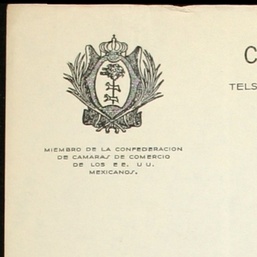 C
TELS
MIEMBRO DE LA CONFEDERACION
DE CAMARAS DE COMERCIO
DE LOS EE. UU.
MEXICANOS.